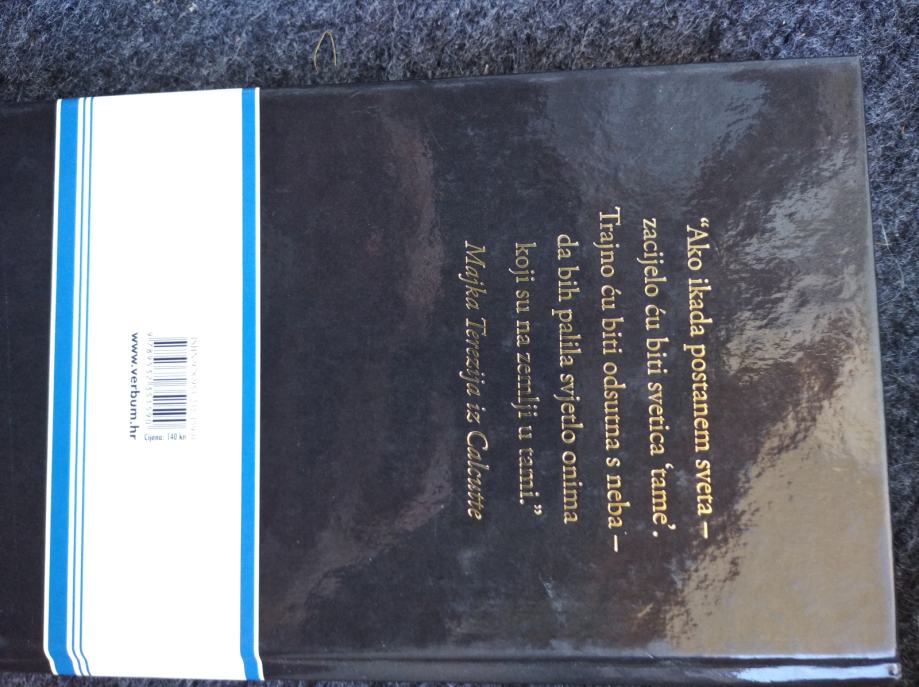 “Ako ikada postanem sveta –
zacijelo ću biti svetica ‘tame’.
Trajno ću biti odsutna s neba –
da bih palila svjetlo onima
koji su na zemlji u tami.”
Majka Terezija iz Calcutte
Cijena: 140 kn
www.verbum.hr